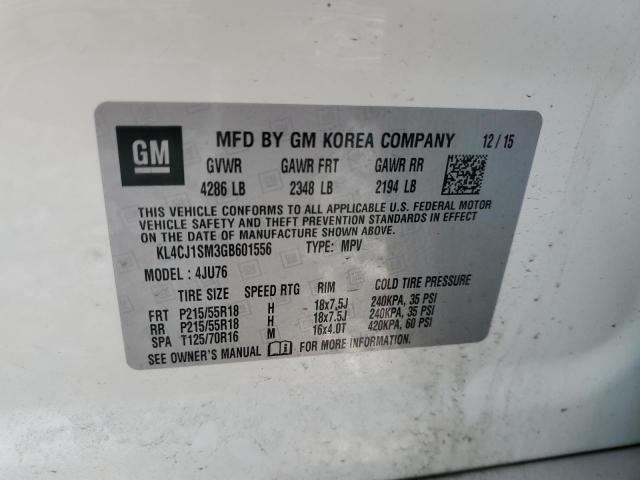 GM MFD BY GM KOREA COMPANY 12/15
GVWR GAWR FRT GAWR RR
4286 LB 2348 LB 2194 LB
THIS VEHICLE CONFORMS TO ALL APPLICABLE U.S. FEDERAL MOTOR
VEHICLE SAFETY AND THEFT PREVENTION STANDARDS IN EFFECT
ON THE DATE OF MANUFACTURE SHOWN ABOVE.
KL4CJ1SM3GB601556 TYPE: MPV
MODEL : 4JU76
TIRE SIZE SPEED RTG RIM COLD TIRE PRESSURE
FRT P215/55R18 H 18x7.5J 240KPA, 35 PSI
RR P215/55R18 H 18x7.5J 240KPA, 35 PSI
SPA T125/70R16 M 16x4.0T 420KPA, 60 PSI
SEE OWNER'S MANUAL FOR MORE INFORMATION.